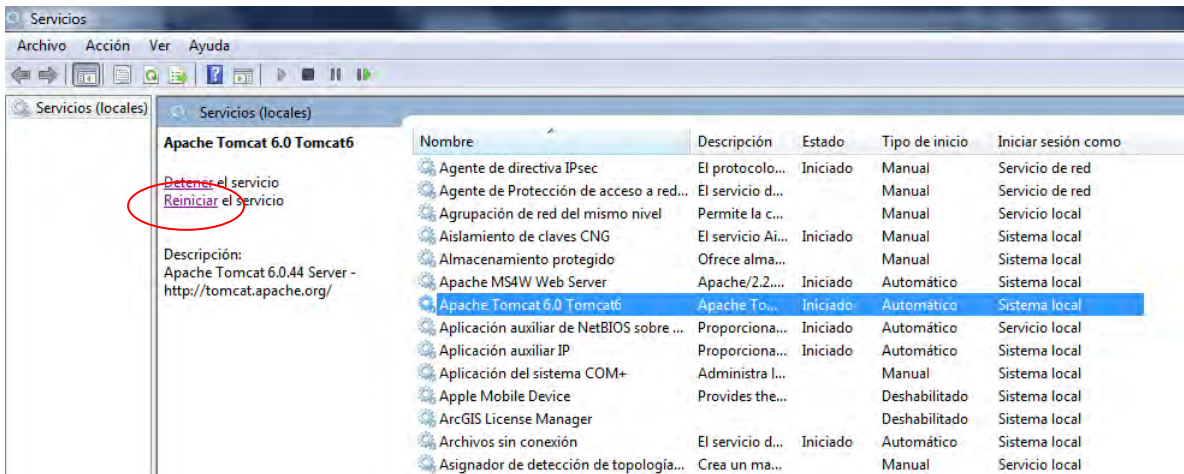 Servicios
Archivo Acción Ver Ayuda
Servicios (locales)
Servicios (locales)
Apache Tomcat 6.0 Tomcat6
Detener el servicio
Reiniciar el servicio
Descripción:
Apache Tomcat 6.0.44 Server -
http://tomcat.apache.org/
Nombre Descripción Estado Tipo de inicio Iniciar sesión como
Agente de directiva IPsec El protocolo... Iniciado Manual Servicio de red
Agente de Protección de acceso a red... El servicio d... Manual Servicio de red
Agrupación de red del mismo nivel Permite la c... Manual Servicio local
Aislamiento de claves CNG El servicio Ai... Iniciado Manual Sistema local
Almacenamiento protegido Ofrece alma... Manual Sistema local
Apache MS4W Web Server Apache/2.2.... Iniciado Automático Sistema local
Apache Tomcat 6.0 Tomcat6 Apache To... Iniciado Automático Sistema local
Aplicación auxiliar de NetBIOS sobre ... Proporciona... Iniciado Automático Servicio local
Aplicación auxiliar IP Proporciona... Iniciado Automático Sistema local
Aplicación del sistema COM+ Administra l... Manual Sistema local
Apple Mobile Device Provides the... Deshabilitado Sistema local
ArcGIS License Manager Deshabilitado Sistema local
Archivos sin conexión El servicio d... Iniciado Automático Sistema local
Asignador de detección de topología... Crea un ma... Manual Servicio local